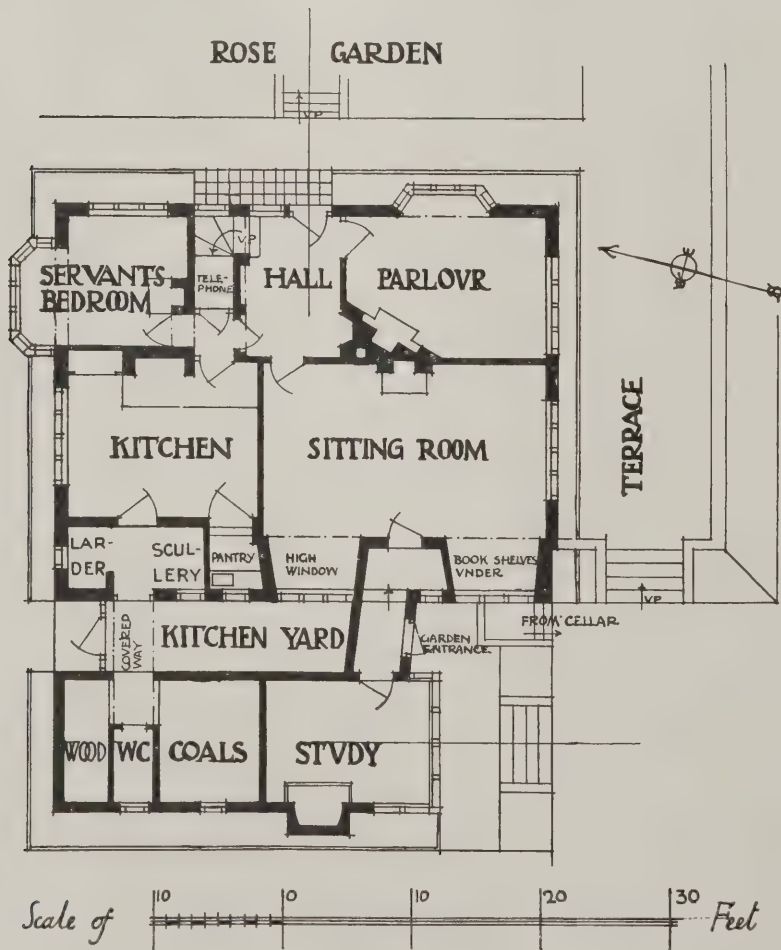 ROSE GARDEN
VP
SERVANTS
BEDROOM
TELE-
PHONE
VP
HALL
PARLOVR
TERRACE
KITCHEN
SITTING ROOM
LAR-
DER
SCUL-
LERY
PANTRY
HIGH
WINDOW
BOOK SHELVES
VNDER
VP
FROM CELLAR
KITCHEN YARD
COVERED
WAY
GARDEN
ENTRANCE
WOOD
WC
COALS
STVDY
Scale of 10 0 10 20 30 Feet